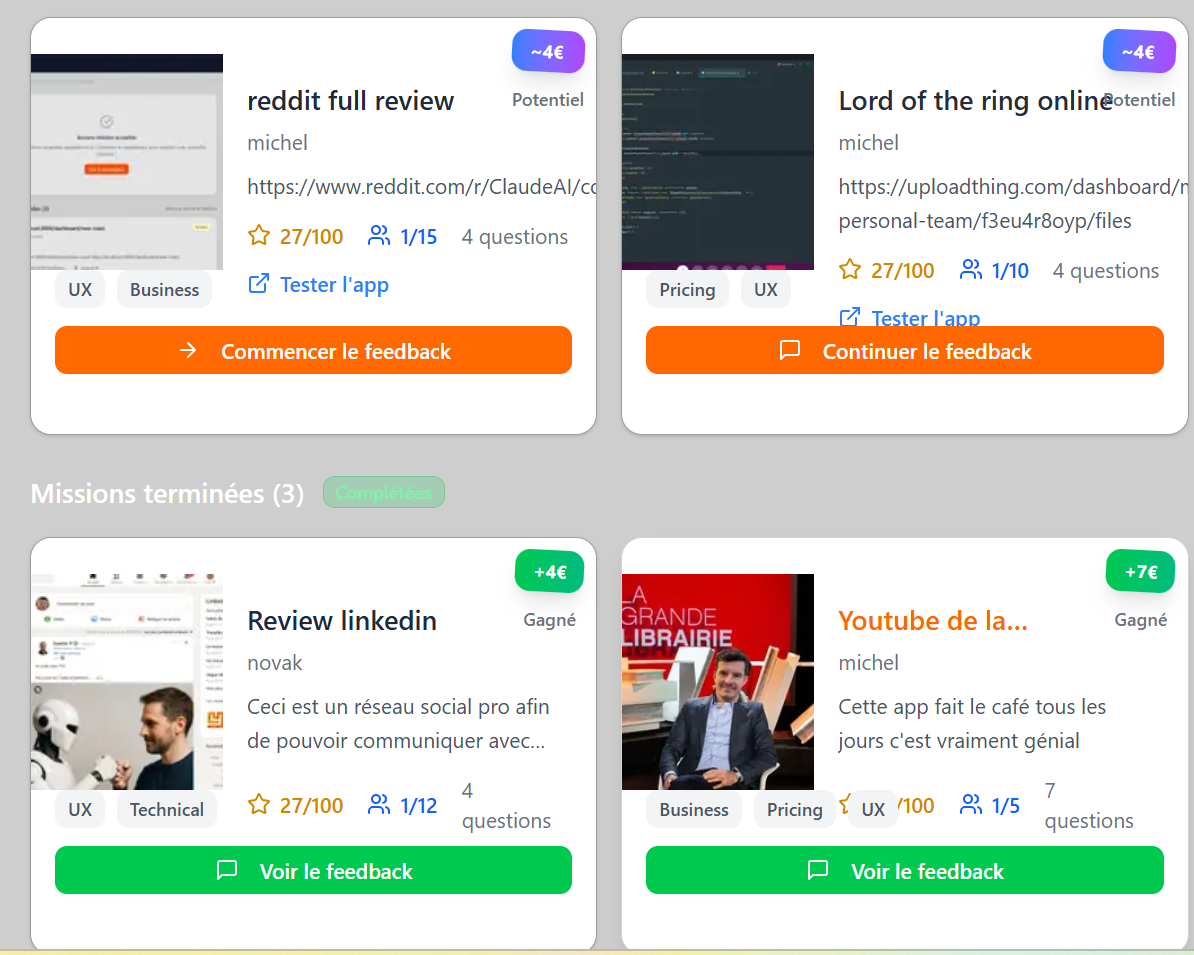 ~4€
Potentiel
reddit full review
michel
https://www.reddit.com/r/ClaudeAI/co
27/100
1/15
4 questions
UX
Business
Tester l'app
Commencer le feedback
~4€
Potentiel
Lord of the ring online
michel
https://uploadthing.com/dashboard/
personal-team/f3eu4r8oyp/files
27/100
1/10
4 questions
Pricing
UX
Tester l'app
Continuer le feedback
Missions terminées (3)
Complétées
+4€
Gagné
Review linkedin
novak
Ceci est un réseau social pro afin
de pouvoir communiquer avec...
27/100
1/12
4
questions
UX
Technical
Voir le feedback
+7€
Gagné
LA
GRANDE
LIBRAIRIE
Youtube de la...
michel
Cette app fait le café tous les
jours c'est vraiment génial
/100
1/5
7
questions
Business
Pricing
UX
Voir le feedback